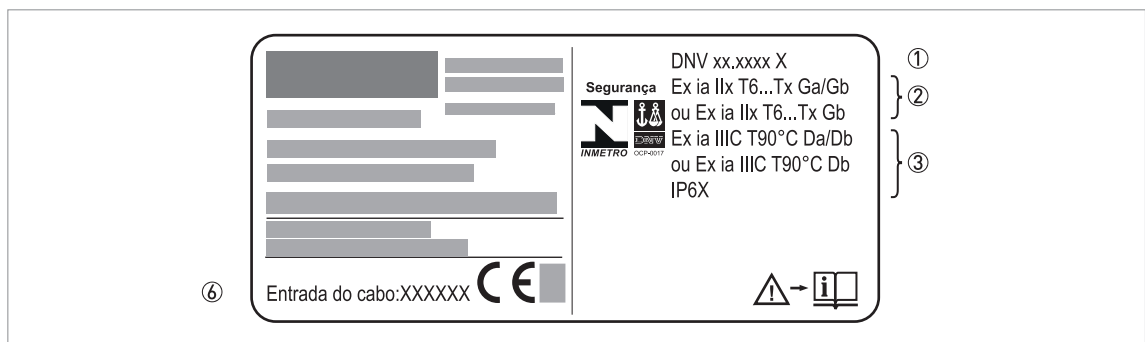 DNV xx.xxxx X
①
Segurança
Ex ia IIx T6...Tx Ga/Gb
ou Ex ia IIx T6...Tx Gb
②
Ex ia IIIC T90°C Da/Db
ou Ex ia IIIC T90°C Db
IP6X
③
INMETRO
DNV
OCP-0017
⑥
Entrada do cabo:XXXXXX CE
i